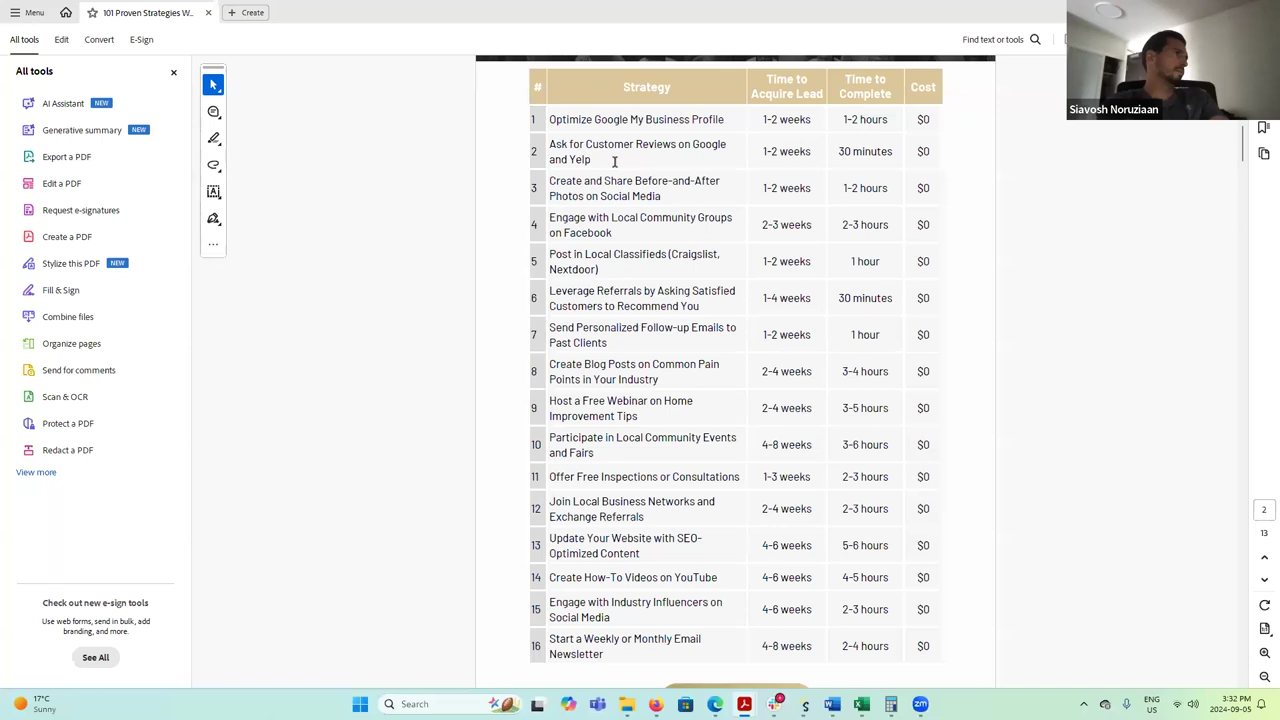 Menu
101 Proven Strategies W...
Create
All tools
Edit
Convert
E-Sign
Find text or tools
Siavosh Noruziaan
All tools
AI Assistant NEW
Generative summary NEW
Export a PDF
Edit a PDF
Request e-signatures
Create a PDF
Stylize this PDF NEW
Fill & Sign
Combine files
Organize pages
Send for comments
Scan & OCR
Protect a PDF
Redact a PDF
View more
Check out new e-sign tools
Use web forms, send in bulk, add
branding, and more.
See All
# Strategy Time to Acquire Lead Time to Complete Cost
1 Optimize Google My Business Profile 1-2 weeks 1-2 hours $0
2 Ask for Customer Reviews on Google
and Yelp 1-2 weeks 30 minutes $0
3 Create and Share Before-and-After
Photos on Social Media 1-2 weeks 1-2 hours $0
4 Engage with Local Community Groups
on Facebook 2-3 weeks 2-3 hours $0
5 Post in Local Classifieds (Craigslist,
Nextdoor) 1-2 weeks 1 hour $0
6 Leverage Referrals by Asking Satisfied
Customers to Recommend You 1-4 weeks 30 minutes $0
7 Send Personalized Follow-up Emails to
Past Clients 1-2 weeks 1 hour $0
8 Create Blog Posts on Common Pain
Points in Your Industry 2-4 weeks 3-4 hours $0
9 Host a Free Webinar on Home
Improvement Tips 2-4 weeks 3-5 hours $0
10 Participate in Local Community Events
and Fairs 4-8 weeks 3-6 hours $0
11 Offer Free Inspections or Consultations 1-3 weeks 2-3 hours $0
12 Join Local Business Networks and
Exchange Referrals 2-4 weeks 2-3 hours $0
13 Update Your Website with SEO-
Optimized Content 4-6 weeks 5-6 hours $0
14 Create How-To Videos on YouTube 4-6 weeks 4-5 hours $0
15 Engage with Industry Influencers on
Social Media 4-6 weeks 2-3 hours $0
16 Start a Weekly or Monthly Email
Newsletter 4-8 weeks 2-4 hours $0
2
13
17°C
Sunny
Search
ENG
US
3:32 PM
2024-09-05